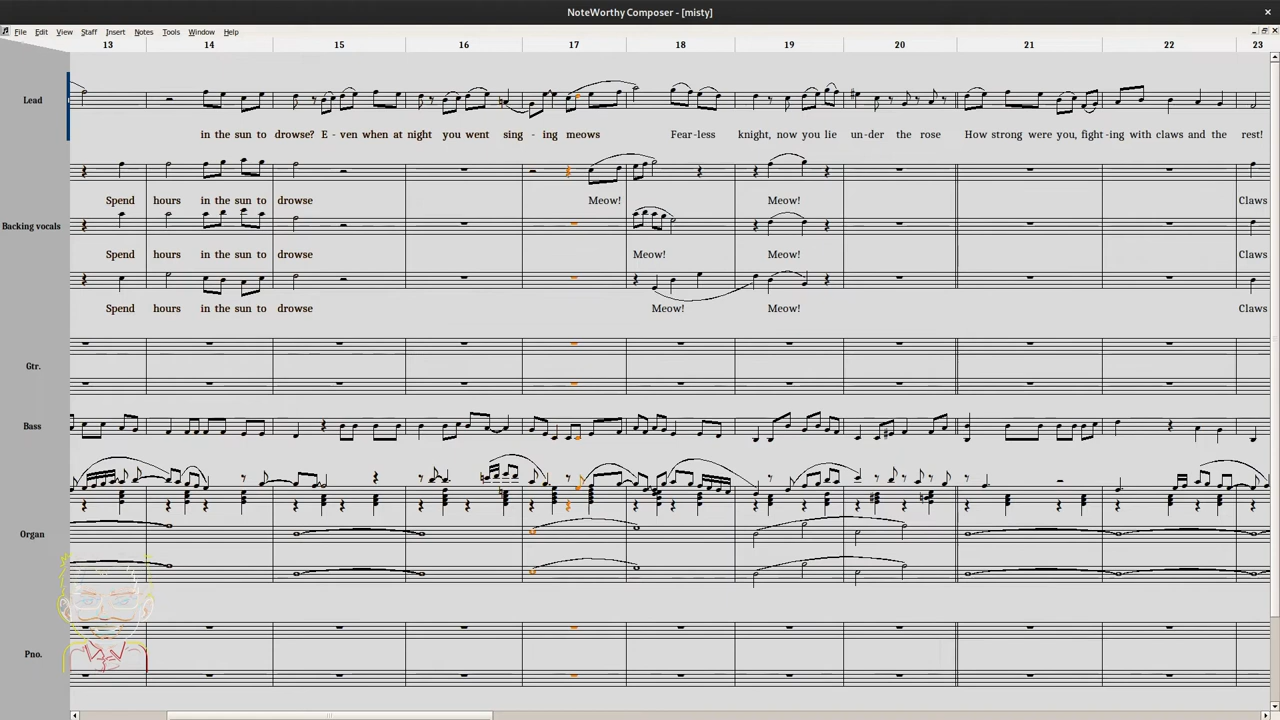 NoteWorthy Composer - [misty]
File Edit View Staff Insert Notes Tools Window Help
13 14 15 16 17 18 19 20 21 22 23
Lead
in the sun to drowse? E - ven when at night you went sing - ing meows Fear - less knight, now you lie un - der the rose How strong were you, fight - ing with claws and the rest!
Spend hours in the sun to drowse Meow! Meow! Claws
Backing vocals
Spend hours in the sun to drowse Meow! Meow! Claws
Spend hours in the sun to drowse Meow! Meow! Claws
Gtr.
Bass
Organ
Pno.